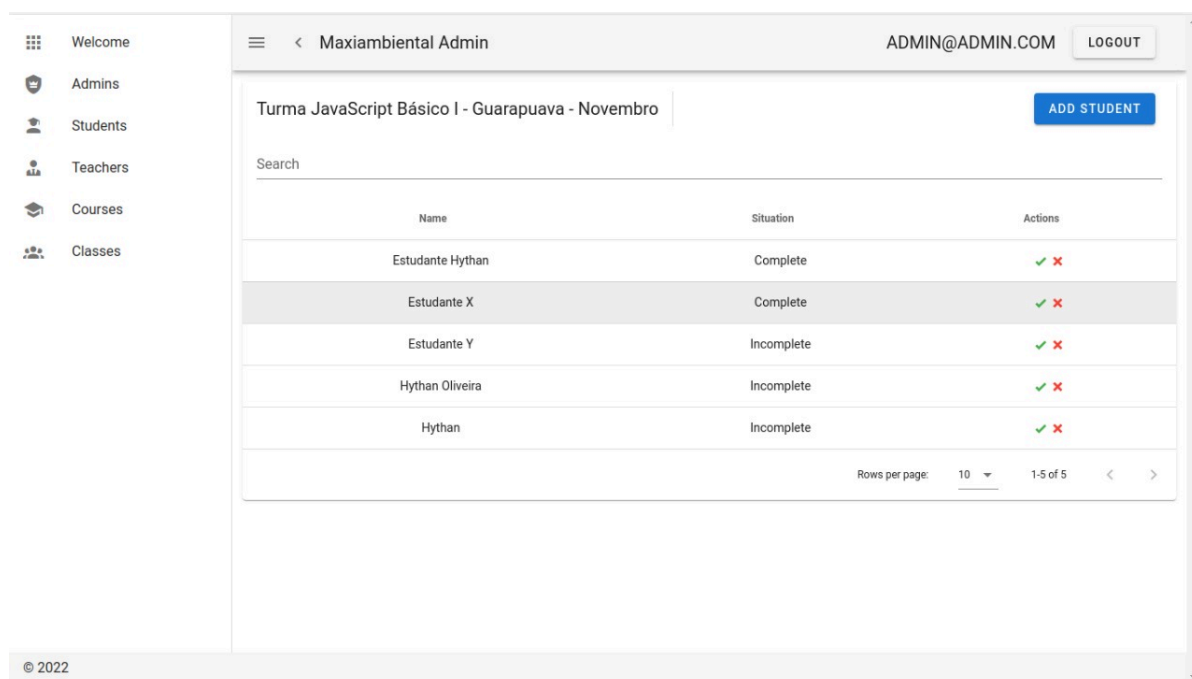 Welcome
Admins
Students
Teachers
Courses
Classes
Maxiambiental Admin ADMIN@ADMIN.COM LOGOUT
Turma JavaScript Básico I - Guarapuava - Novembro ADD STUDENT
Search
Name Situation Actions
Estudante Hythan Complete
Estudante X Complete
Estudante Y Incomplete
Hythan Oliveira Incomplete
Hythan Incomplete
Rows per page: 10 1-5 of 5
© 2022